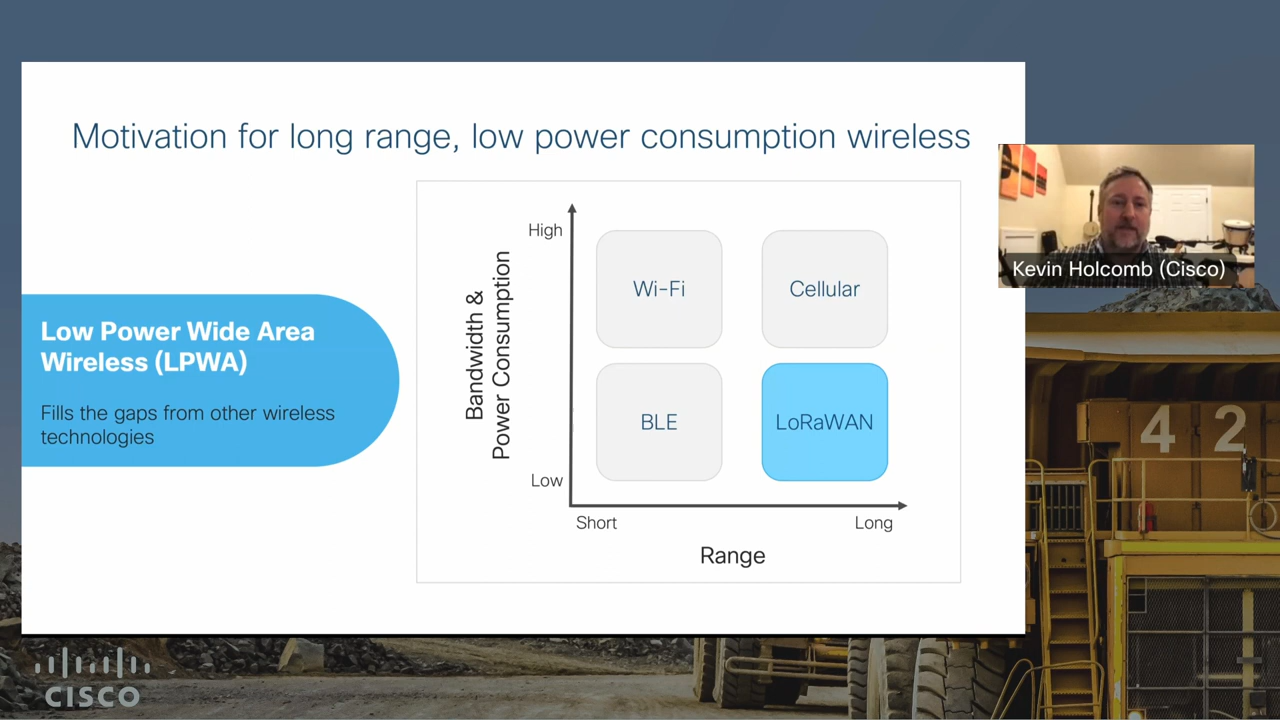 Motivation for long range, low power consumption wireless
Low Power Wide Area
Wireless (LPWA)
Fills the gaps from other wireless
technologies
Bandwidth &
Power Consumption
High
Low
Wi-Fi
Cellular
BLE
LoRaWAN
Short
Long
Range
Kevin Holcomb (Cisco)
42
CISCO